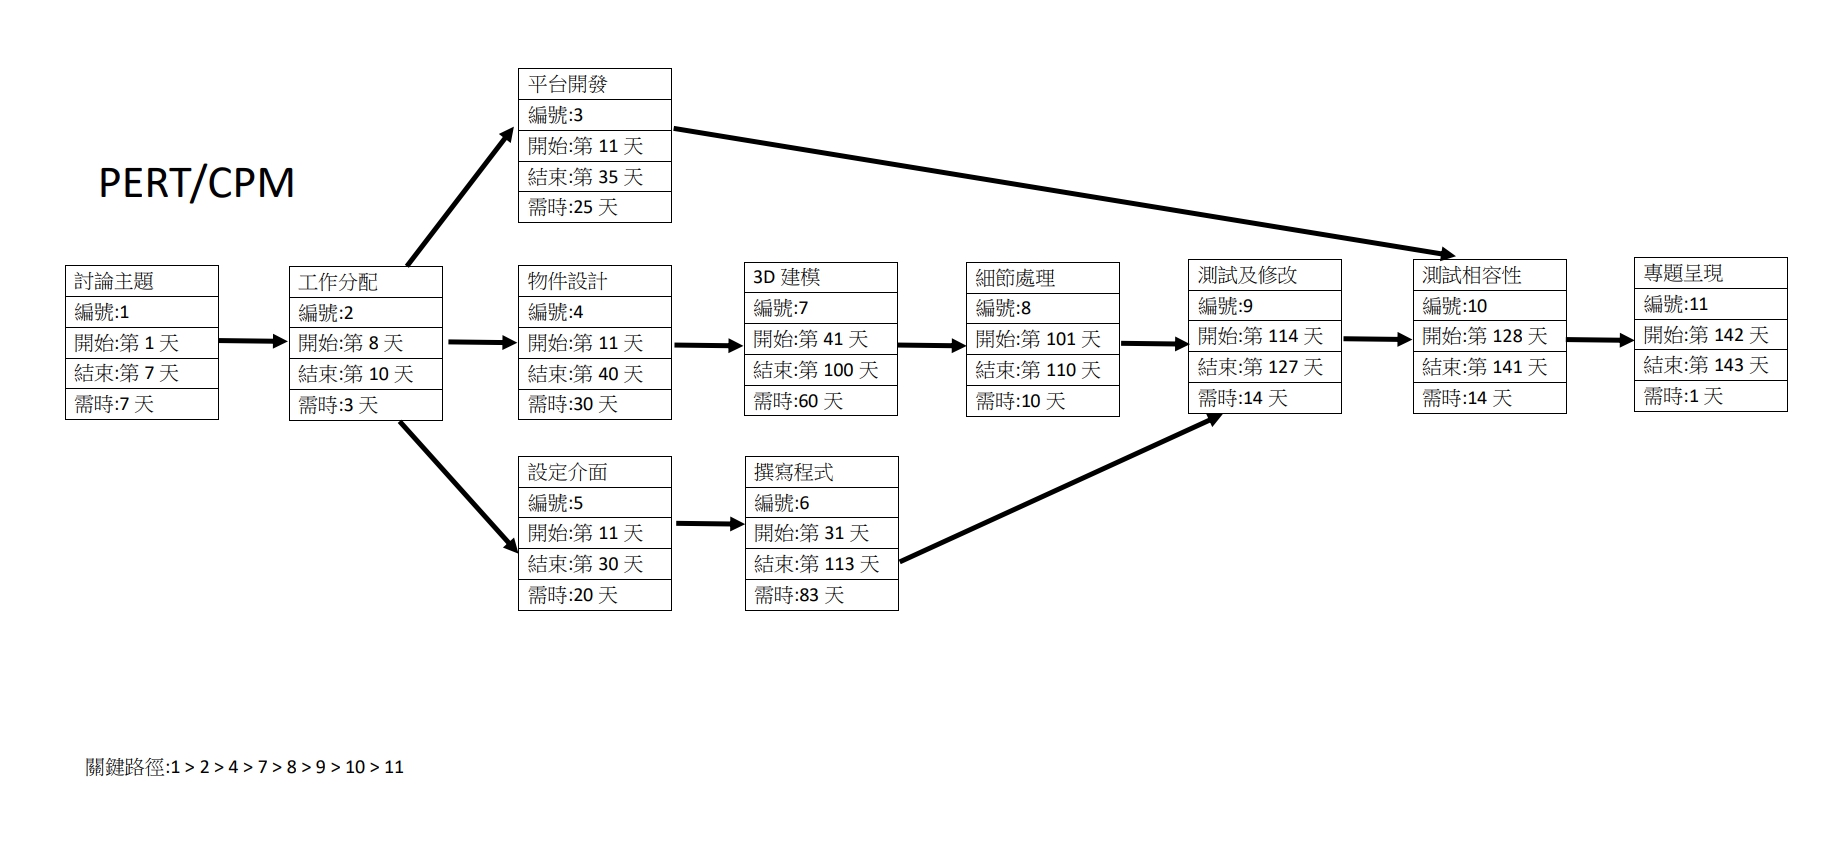 PERT/CPM
平台開發
編號:3
開始:第 11 天
結束:第 35 天
需時:25 天
討論主題
編號:1
開始:第 1 天
結束:第 7 天
需時:7 天
工作分配
編號:2
開始:第 8 天
結束:第 10 天
需時:3 天
物件設計
編號:4
開始:第 11 天
結束:第 40 天
需時:30 天
3D 建模
編號:7
開始:第 41 天
結束:第 100 天
需時:60 天
細節處理
編號:8
開始:第 101 天
結束:第 110 天
需時:10 天
測試及修改
編號:9
開始:第 114 天
結束:第 127 天
需時:14 天
測試相容性
編號:10
開始:第 128 天
結束:第 141 天
需時:14 天
專題呈現
編號:11
開始:第 142 天
結束:第 143 天
需時:1 天
設定介面
編號:5
開始:第 11 天
結束:第 30 天
需時:20 天
撰寫程式
編號:6
開始:第 31 天
結束:第 113 天
需時:83 天
關鍵路徑:1 > 2 > 4 > 7 > 8 > 9 > 10 > 11